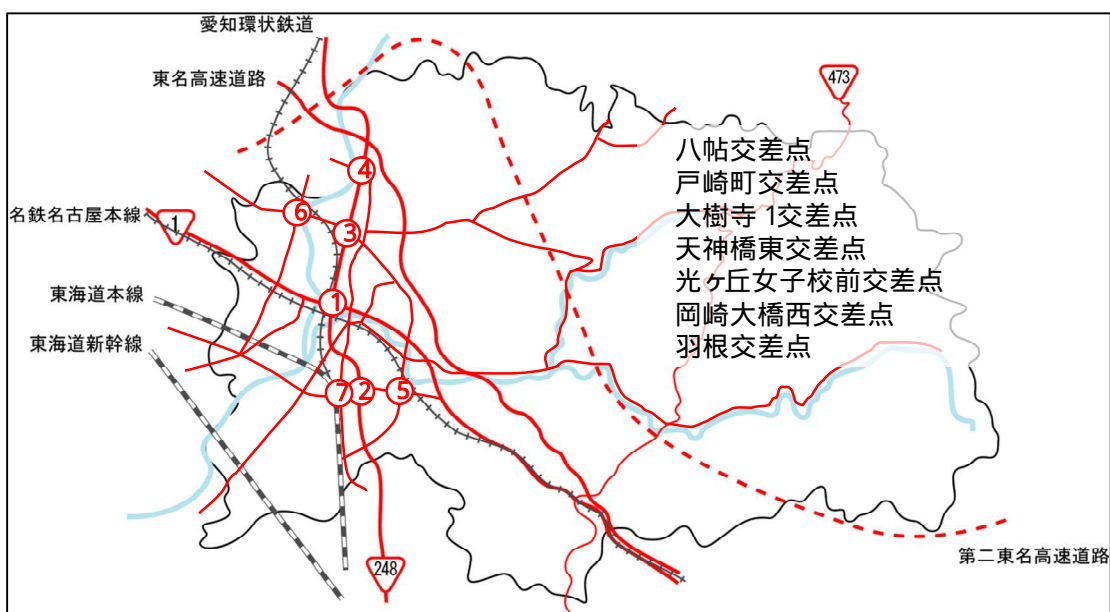 愛知環状鉄道
東名高速道路
473
八帖交差点
戸崎町交差点
大樹寺 1交差点
天神橋東交差点
光ヶ丘女子校前交差点
岡崎大橋西交差点
羽根交差点
4
6
3
名鉄名古屋本線
1
東海道本線
1
東海道新幹線
7
2
5
248
第二東名高速道路